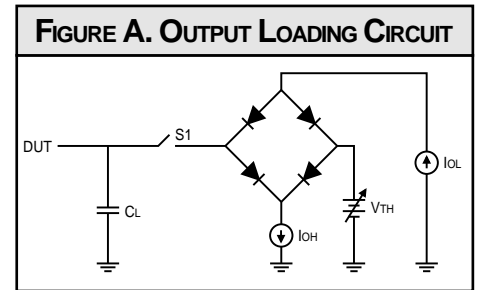 FIGURE A. OUTPUT LOADING CIRCUIT
S1
DUT
IOL
CL
VTH
IOH